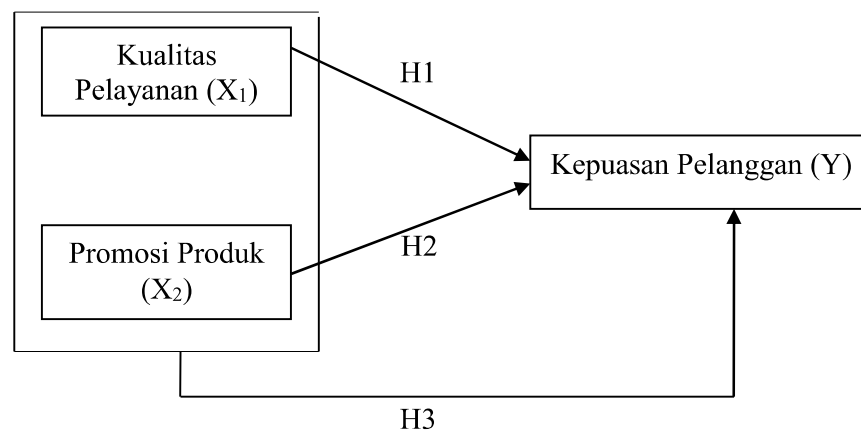 Kualitas
Pelayanan (X₁)
H1
Kepuasan Pelanggan (Y)
Promosi Produk
(X₂)
H2
H3